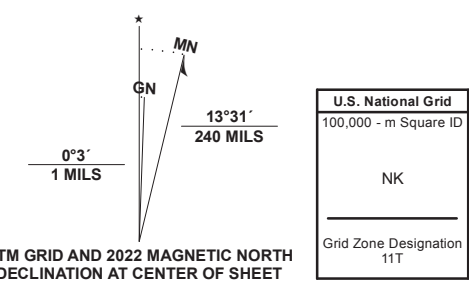 MN
GN
13°31´
240 MILS
0°3´
1 MILS
TM GRID AND 2022 MAGNETIC NORTH
DECLINATION AT CENTER OF SHEET
U.S. National Grid
100,000 - m Square ID
NK
Grid Zone Designation
11T